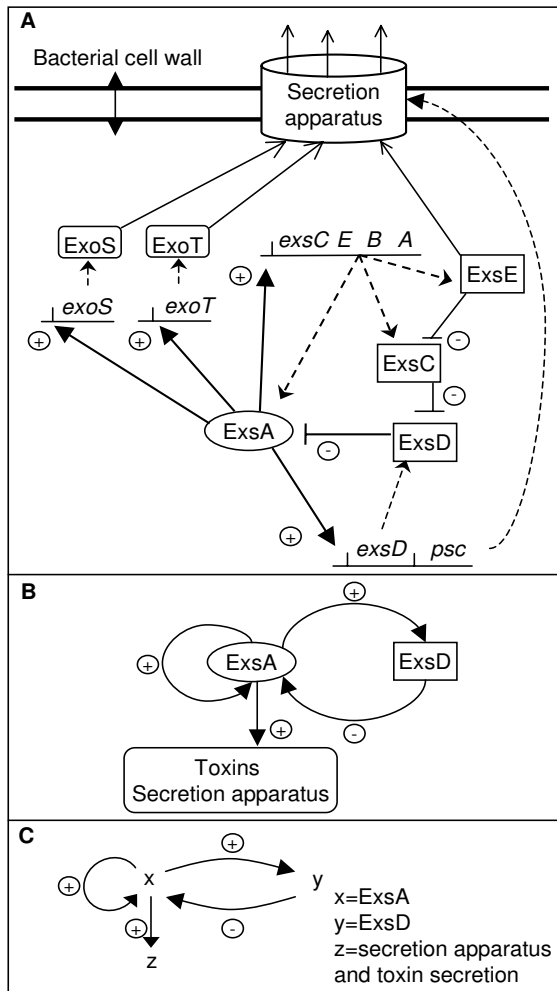 A
Bacterial cell wall
Secretion
apparatus
ExoS
ExoT
exsC E B A
ExsE
+
exoS
exoT
-
+
+
ExsC
-
ExsA
ExsD
-
+
exsD psc
B
+
ExsA
ExsD
+
+
-
Toxins
Secretion apparatus
C
+
x
y
+
+
-
z
x=ExsA
y=ExsD
z=secretion apparatus
and toxin secretion